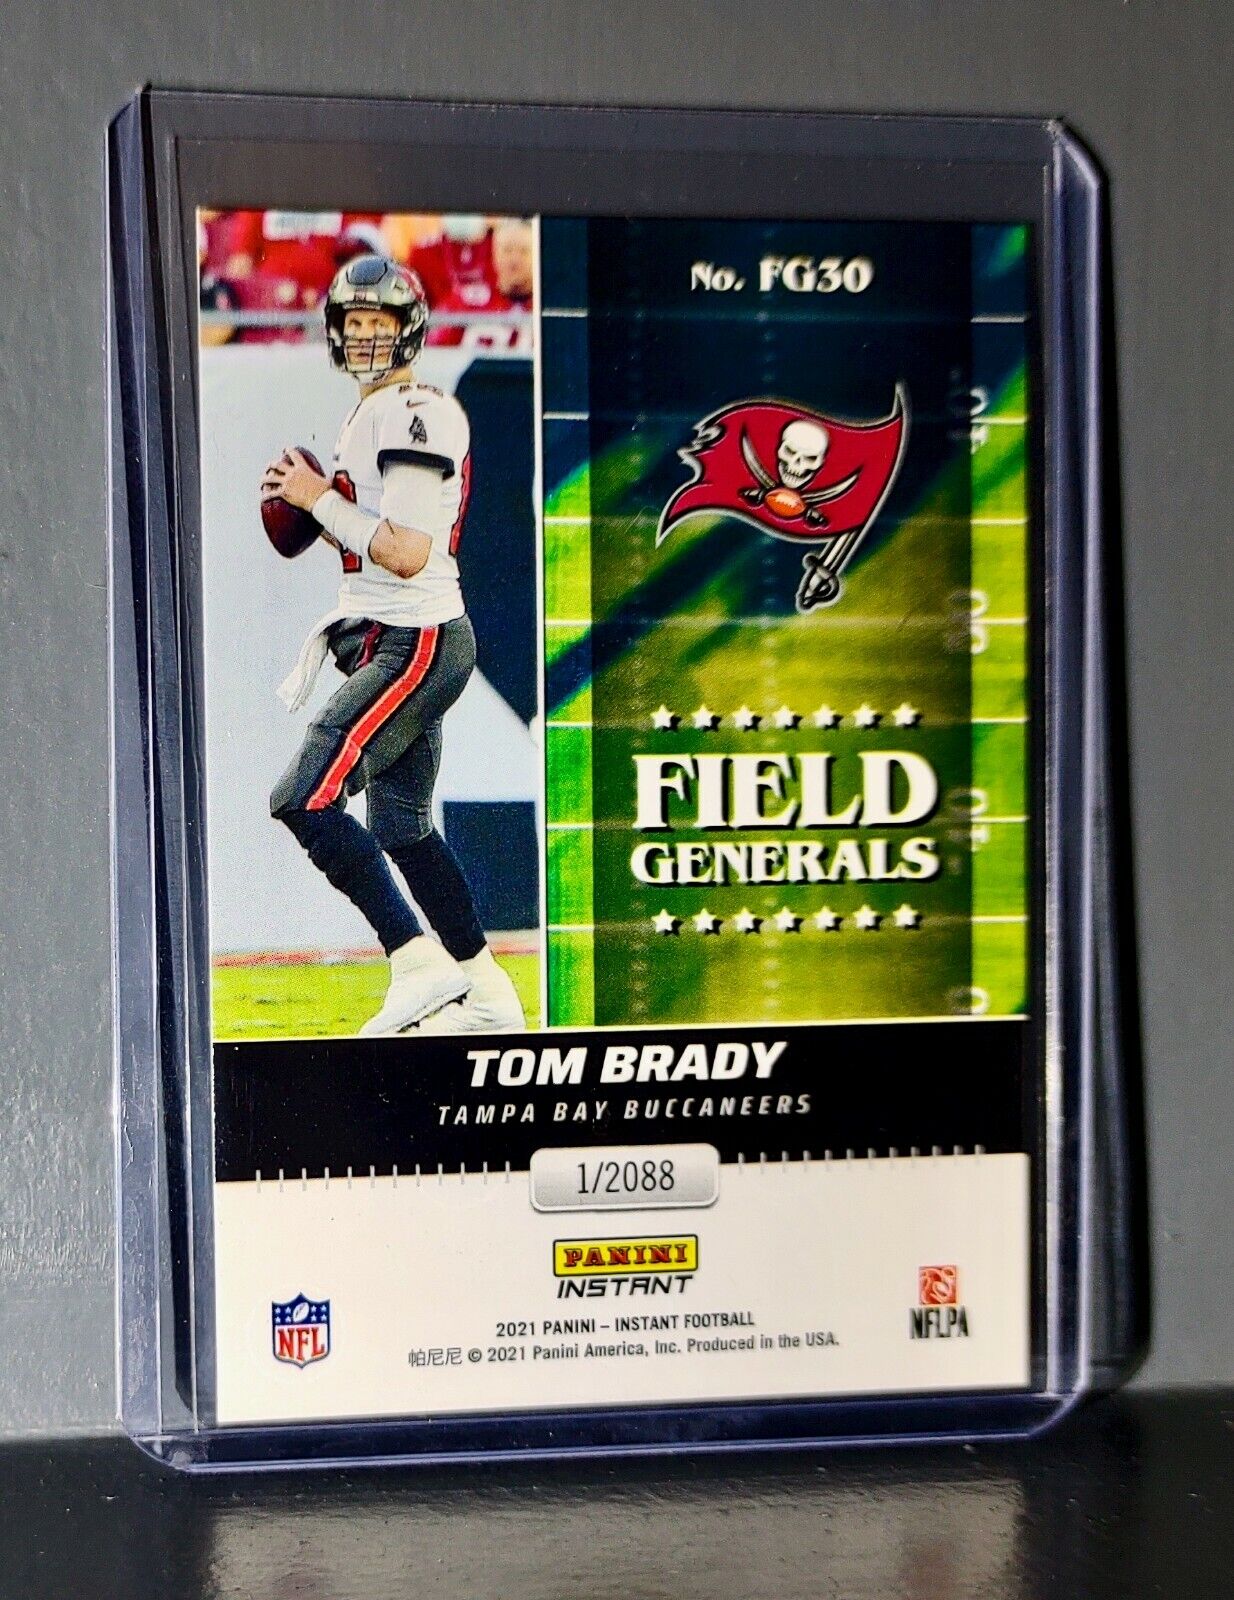 No. FG30
FIELD
GENERALS
TOM BRADY
TAMPA BAY BUCCANEERS
1/2088
PANINI
INSTANT
NFL
NFLPA
2021 PANINI – INSTANT FOOTBALL
帕尼尼 © 2021 Panini America, Inc. Produced in the USA.